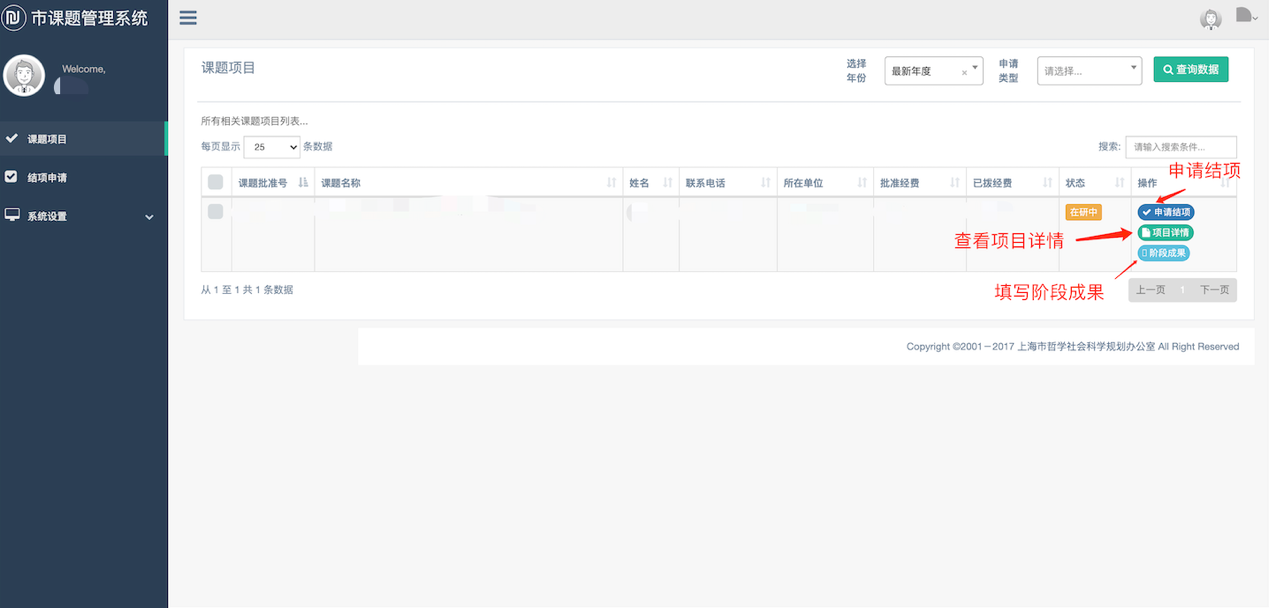 市课题管理系统
Welcome,
课题项目
结项申请
系统设置
课题项目
选择年份
最新年度
×
申请类型
请选择...
查询数据
所有相关课题项目列表...
每页显示 25 条数据
搜索: 请输入搜索条件...
申请结项
课题批准号 课题名称 姓名 联系电话 所在单位 批准经费 已拨经费 状态 操作
在研中
申请结项
查看项目详情
项目详情
阶段成果
填写阶段成果
从 1 至 1 共 1 条数据
上一页 1 下一页
Copyright ©2001－2017 上海市哲学社会科学规划办公室 All Right Reserved